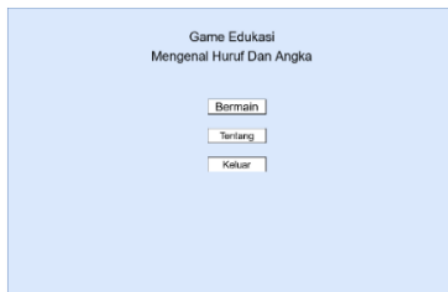 Game Edukasi
Mengenal Huruf Dan Angka
Bermain
Tentang
Keluar